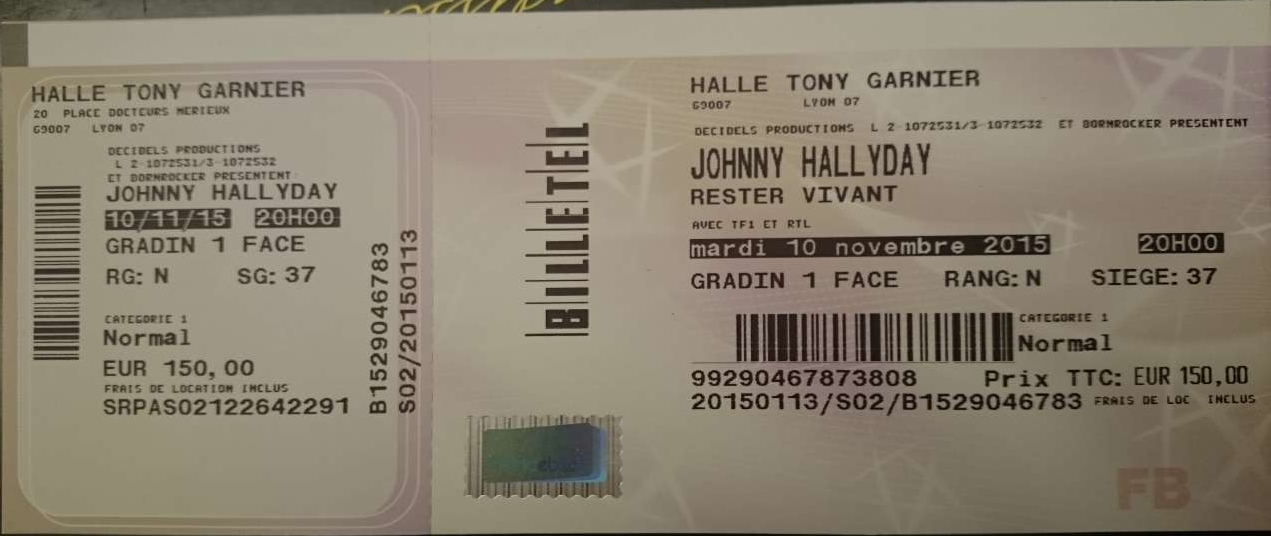 HALLE TONY GARNIER
20 PLACE DOCTEURS MERIEUX
69007 LYON 07
DECIBELS PRODUCTIONS
L 2-1072531/3-1072532
ET BORNROCKER PRESENTENT:
JOHNNY HALLYDAY
10/11/15 20H00
GRADIN 1 FACE
RG: N SG: 37
CATEGORIE 1
Normal
EUR 150,00
FRAIS DE LOCATION INCLUS
SRPAS02122642291
B1529046783
S02/20150113
BILLETEL
HALLE TONY GARNIER
69007 LYON 07
DECIBELS PRODUCTIONS L 2-1072531/3-1072532 ET BORNROCKER PRESENTENT
JOHNNY HALLYDAY
RESTER VIVANT
AVEC TF1 ET RTL
mardi 10 novembre 2015 20H00
GRADIN 1 FACE RANG: N SIEGE: 37
CATEGORIE 1
Normal
99290467873808 Prix TTC: EUR 150,00
20150113/S02/B1529046783 FRAIS DE LOC INCLUS
FB